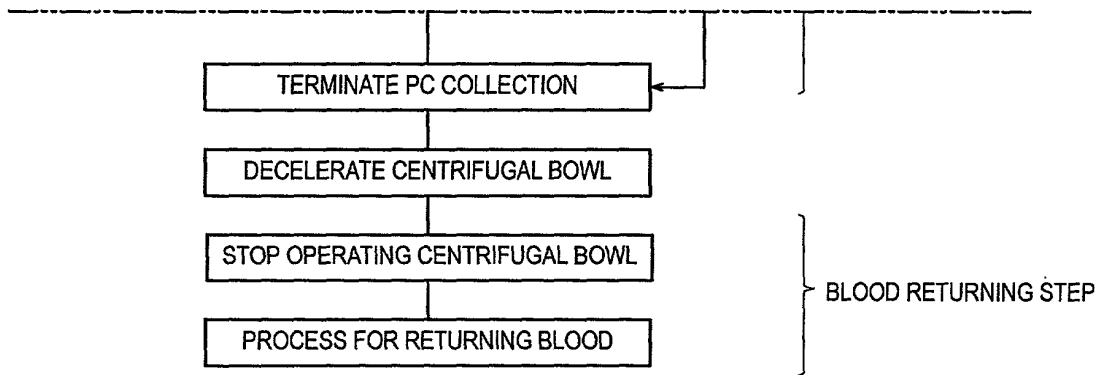 TERMINATE PC COLLECTION
DECELERATE CENTRIFUGAL BOWL
STOP OPERATING CENTRIFUGAL BOWL
BLOOD RETURNING STEP
PROCESS FOR RETURNING BLOOD